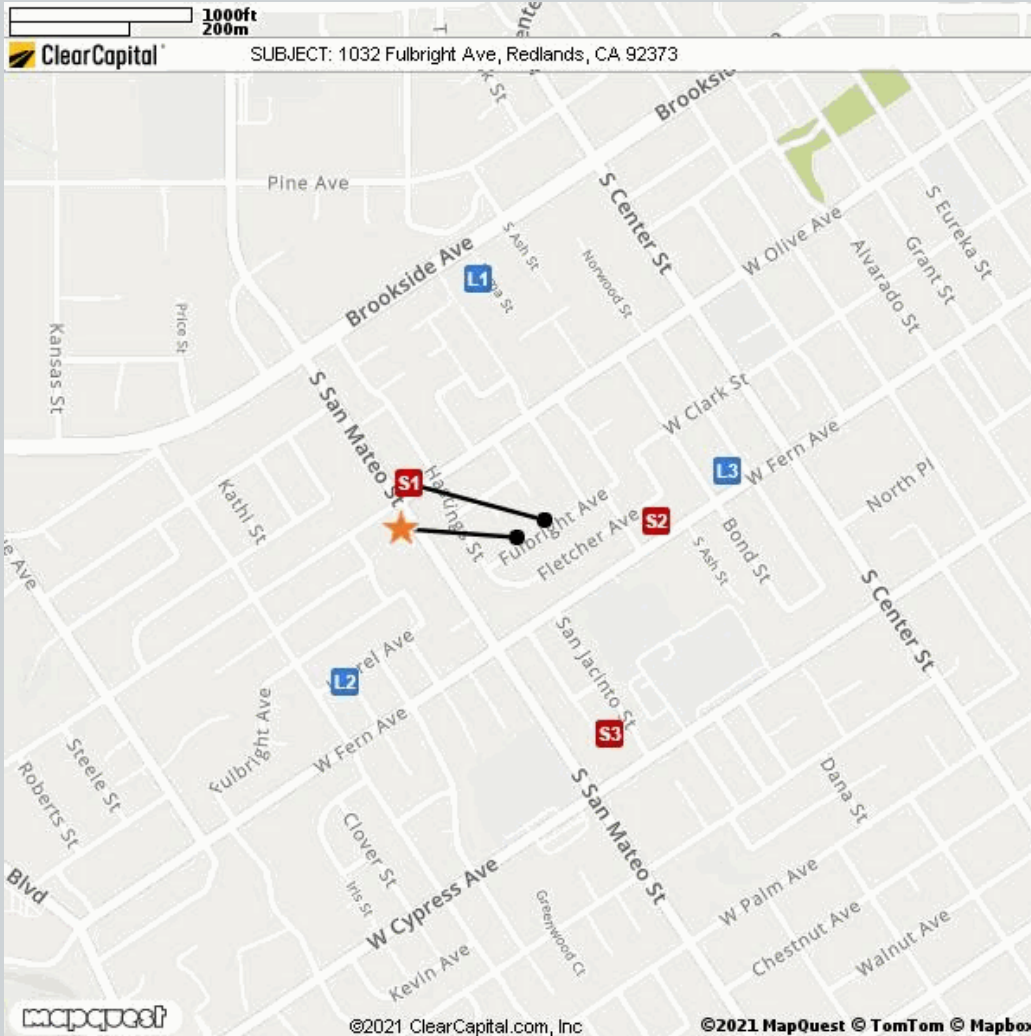 1000ft
200m
ClearCapital
SUBJECT: 1032 Fulbright Ave, Redlands, CA 92373
Brookside
Pine Ave
S Center St
S Eureka St
W Olive Ave
S Ash St
Grant St
Alvarado St
Norwood St
L1
Brookside Ave
Price St
Kansas St
S San Mateo St
W Clark St
W Fern Ave
L3
S1
Hastings St
North Pl
Kathl St
Fulbright Ave
S2
Fletcher Ave
Bond St
S Ash St
S Center St
San Jacinto St
L2
W Fern Ave
Fulbright Ave
S3
Steele St
Roberts St
Dana St
S San Mateo St
Clover St
Iris St
Blvd
W Cypress Ave
W Palm Ave
Greenwood Ct
Chestnut Ave
Walnut Ave
Kevin Ave
mapquest
©2021 ClearCapital.com, Inc
©2021 MapQuest © TomTom © Mapbox